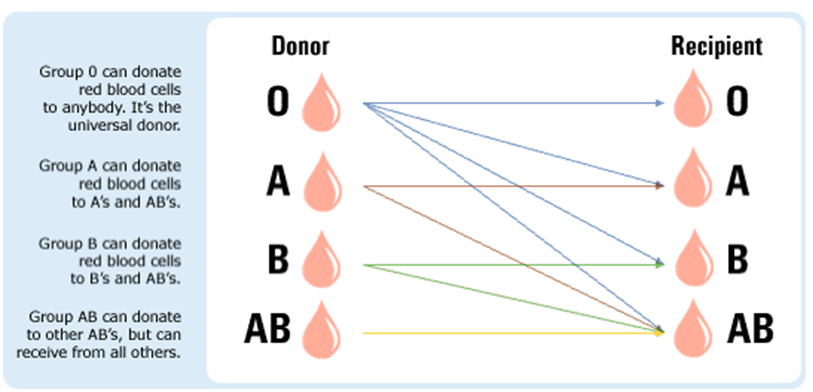 Donor
Recipient
Group 0 can donate
red blood cells
to anybody. It's the
universal donor.
O
O
Group A can donate
red blood cells
to A's and AB's.
A
A
Group B can donate
red blood cells
to B's and AB's.
B
B
Group AB can donate
to other AB's, but can
receive from all others.
AB
AB